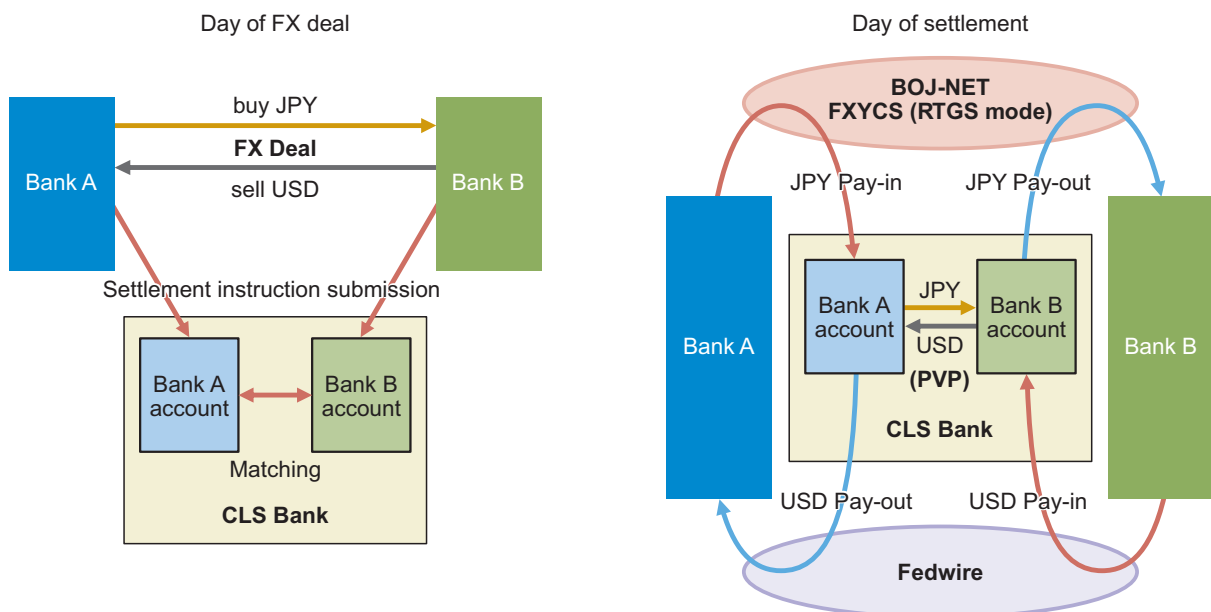 Day of FX deal
Bank A
buy JPY
FX Deal
sell USD
Bank B
Settlement instruction submission
Bank A
account
Bank B
account
Matching
CLS Bank
Day of settlement
BOJ-NET
FXYCS (RTGS mode)
JPY Pay-in
JPY Pay-out
Bank A
Bank A
account
JPY
USD
(PVP)
Bank B
account
Bank B
CLS Bank
USD Pay-out
USD Pay-in
Fedwire